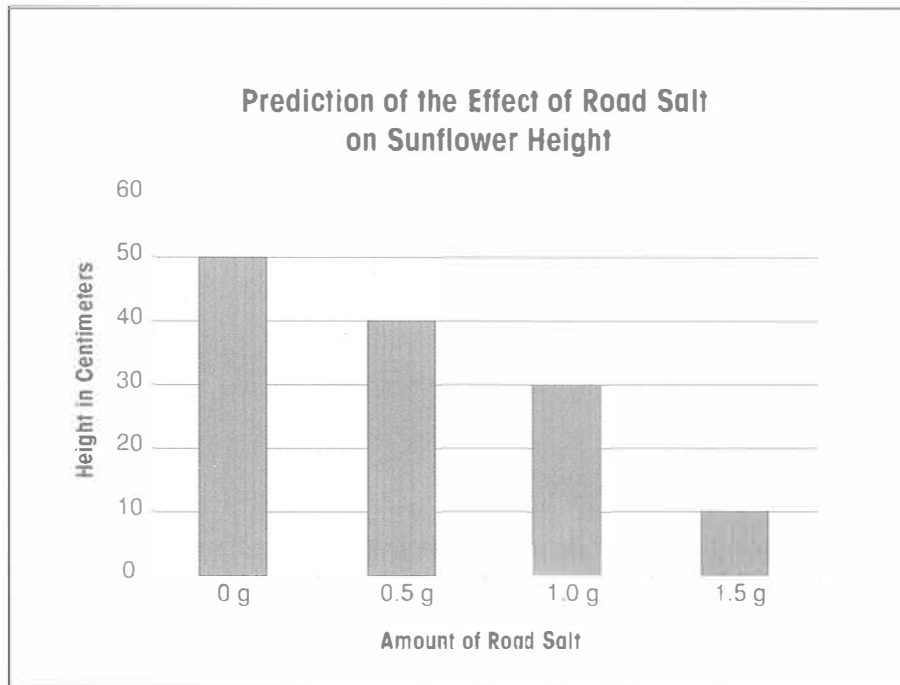 Prediction of the Effect of Road Salt
on Sunflower Height
60
50
40
30
20
10
0
Height in Centimeters
0 g
0.5 g
1.0 g
1.5 g
Amount of Road Salt